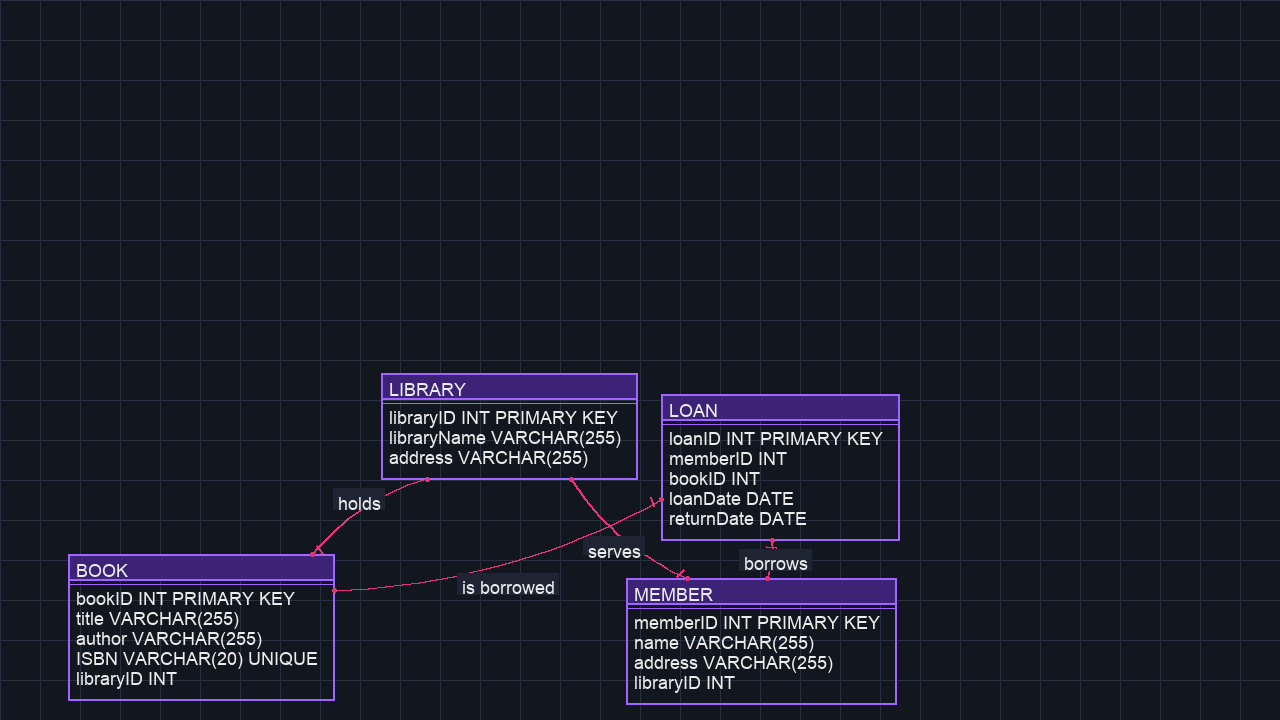 LIBRARY
libraryID INT PRIMARY KEY
libraryName VARCHAR(255)
address VARCHAR(255)
LOAN
loanID INT PRIMARY KEY
memberID INT
bookID INT
loanDate DATE
returnDate DATE
holds
serves
borrows
is borrowed
BOOK
bookID INT PRIMARY KEY
title VARCHAR(255)
author VARCHAR(255)
ISBN VARCHAR(20) UNIQUE
libraryID INT
MEMBER
memberID INT PRIMARY KEY
name VARCHAR(255)
address VARCHAR(255)
libraryID INT